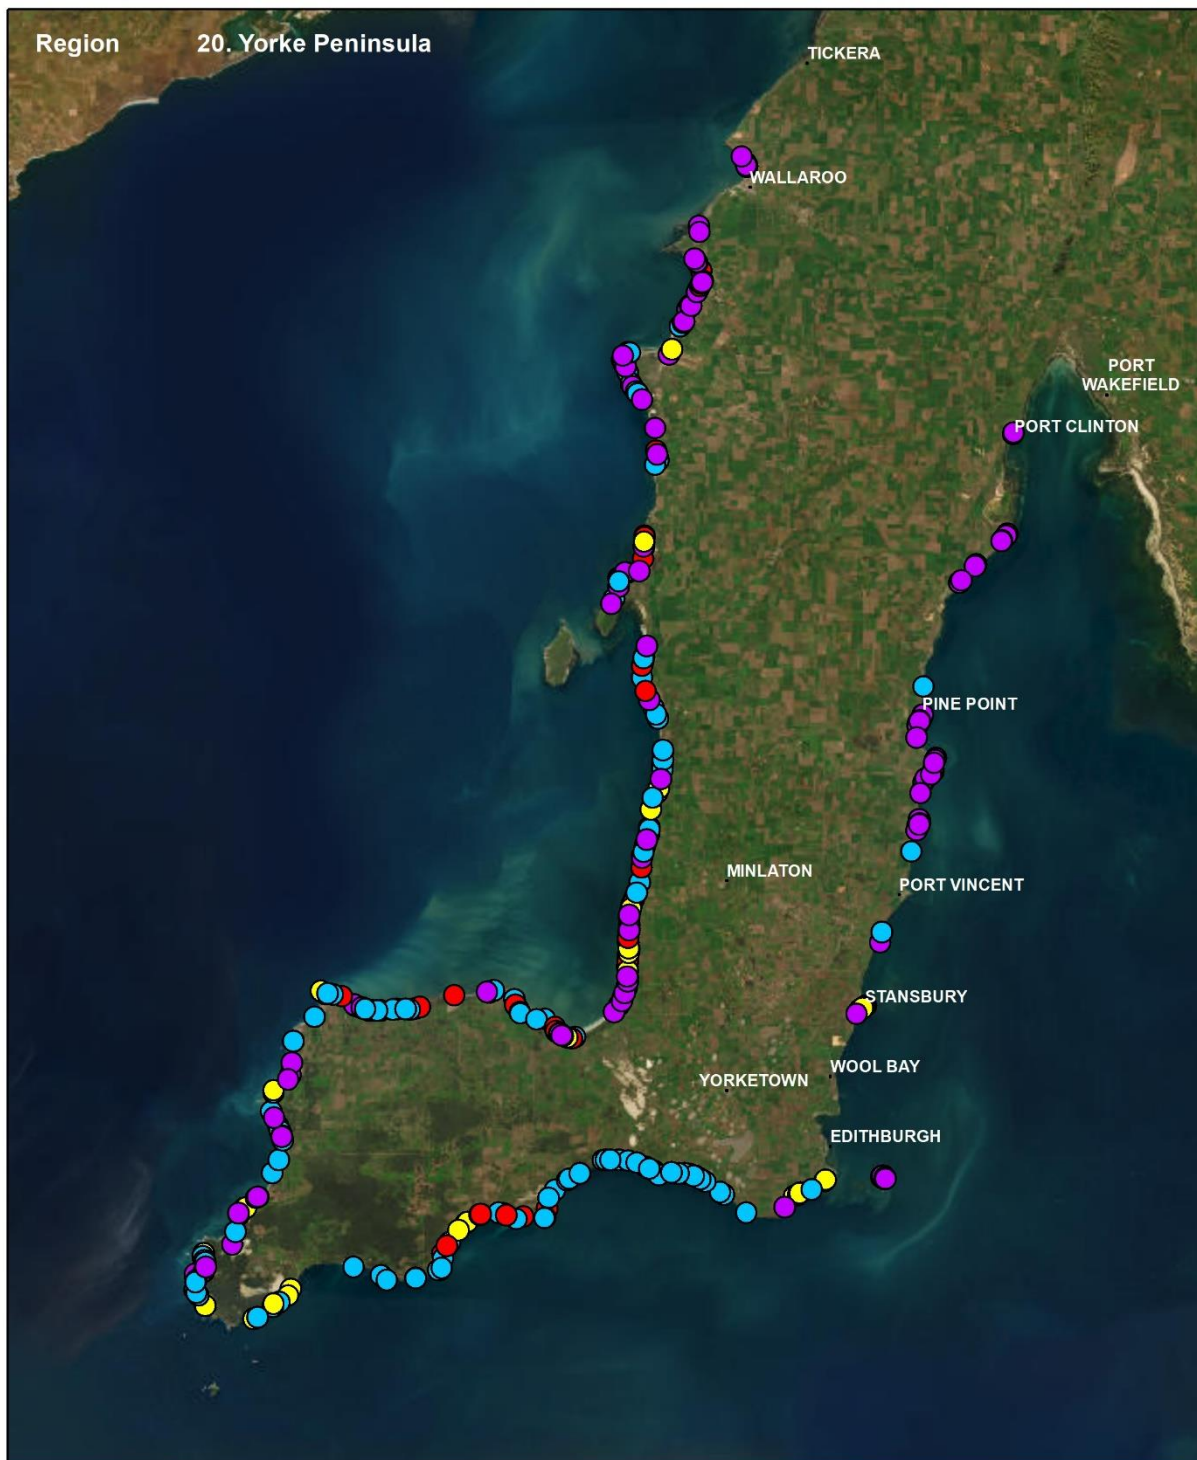 Region 20. Yorke Peninsula
TICKERA
WALLAROO
PORT
WAKEFIELD
PORT CLINTON
PINE POINT
MINLATON
PORT VINCENT
STANSBURY
WOOL BAY
YORKETOWN
EDITHBURGH